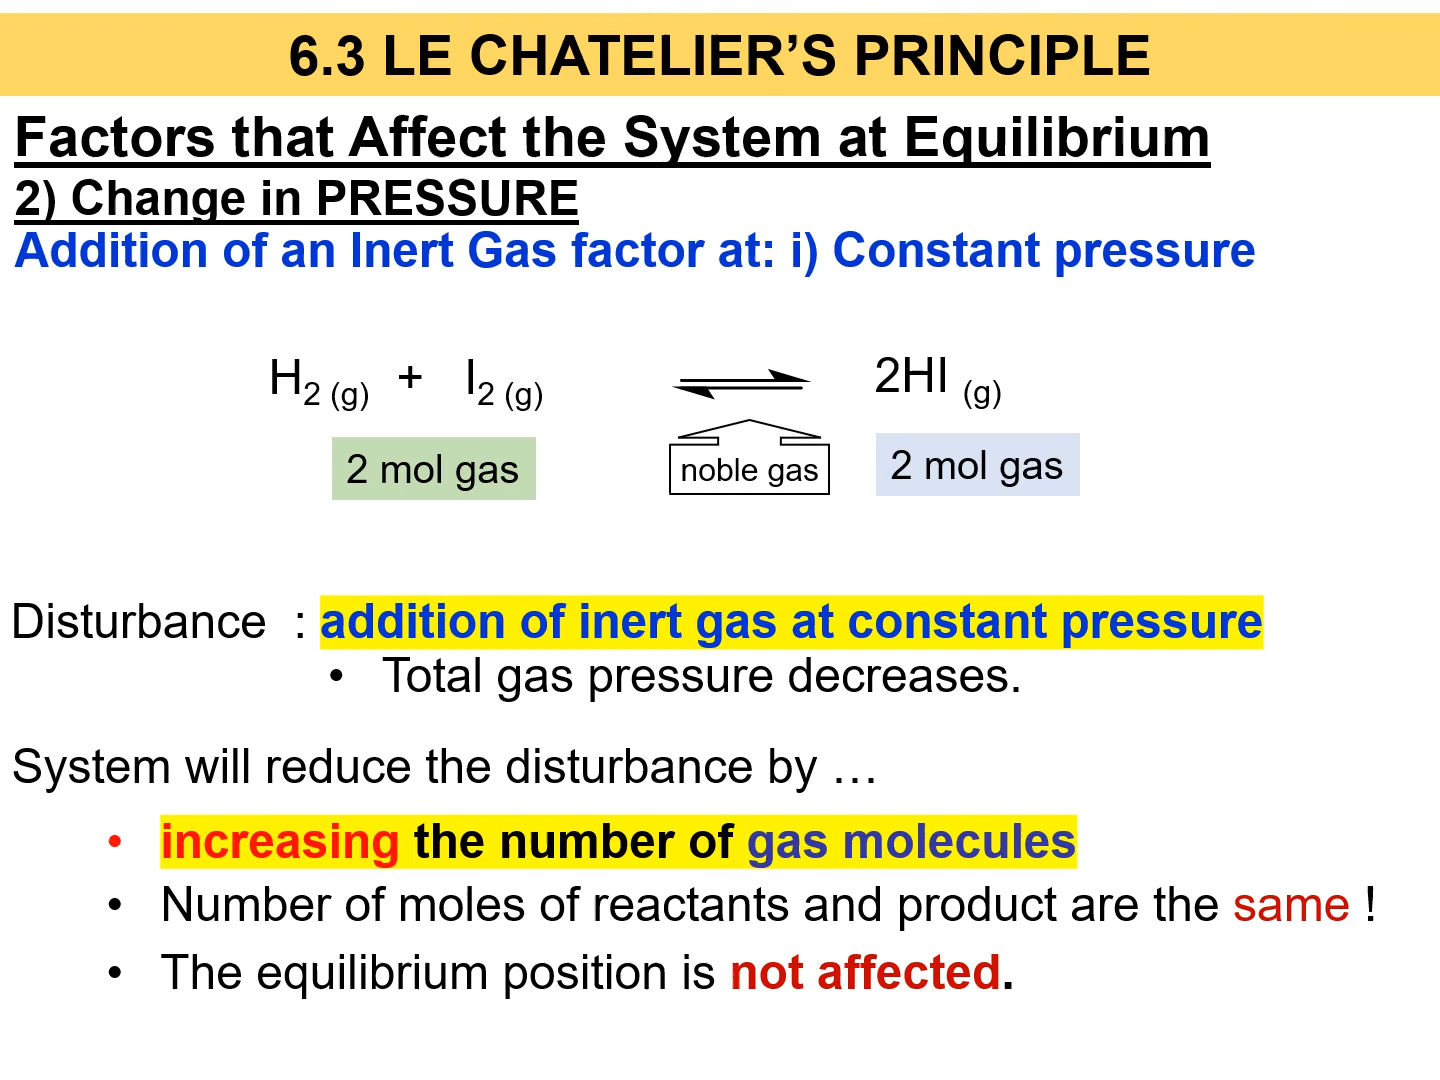 6.3 LE CHATELIER’S PRINCIPLE
Factors that Affect the System at Equilibrium
2) Change in PRESSURE
Addition of an Inert Gas factor at: i) Constant pressure
H2 (g) + I2 (g) ⇌ 2HI (g)
2 mol gas noble gas 2 mol gas
Disturbance : addition of inert gas at constant pressure
• Total gas pressure decreases.
System will reduce the disturbance by …
• increasing the number of gas molecules
• Number of moles of reactants and product are the same !
• The equilibrium position is not affected.